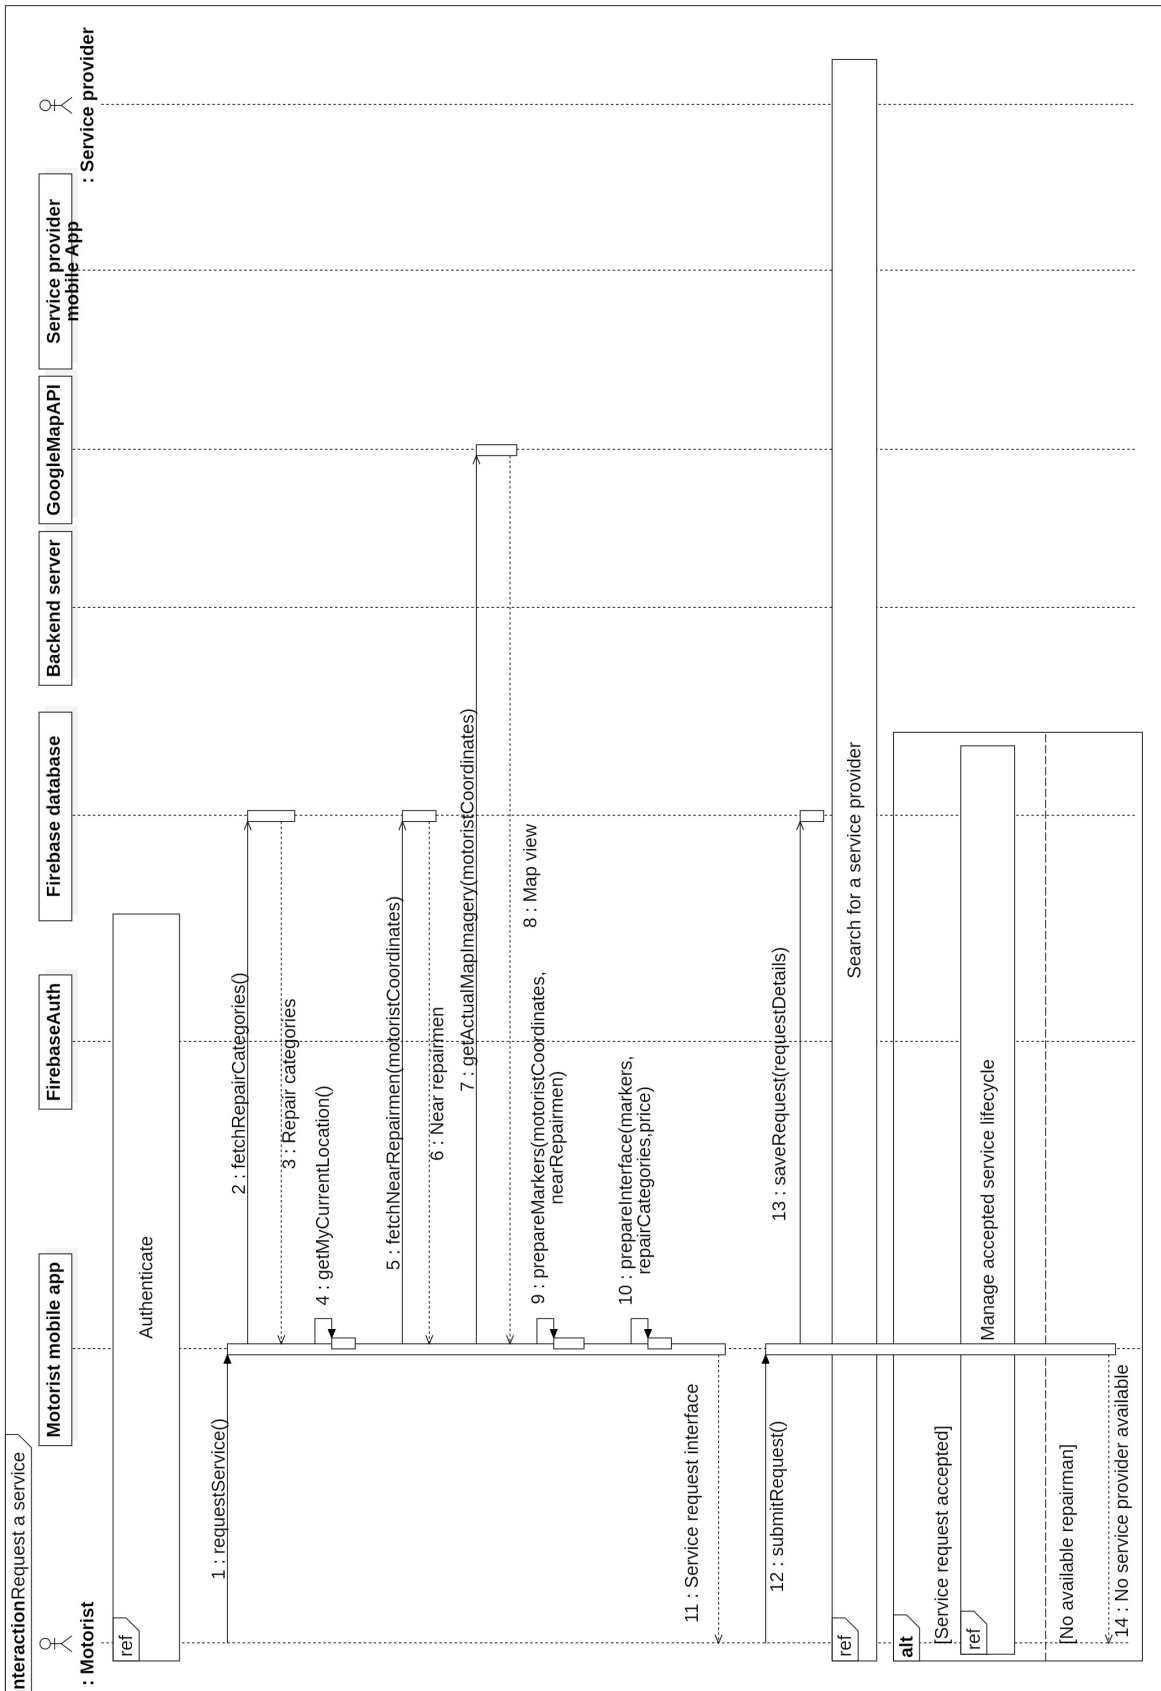 nteractionRequest a service
: Motorist
Motorist mobile app
FirebaseAuth
Firebase database
Backend server
GoogleMapAPI
Service provider
mobile App
: Service provider
ref
Authenticate
1 : requestService()
2 : fetchRepairCategories()
3 : Repair categories
4 : getMyCurrentLocation()
5 : fetchNearRepairmen(motoristCoordinates)
6 : Near repairmen
7 : getActualMapImagery(motoristCoordinates)
8 : Map view
9 : prepareMarkers(motoristCoordinates,
nearRepairmen)
10 : prepareInterface(markers,
repairCategories,price)
11 : Service request interface
12 : submitRequest()
13 : saveRequest(requestDetails)
ref
Search for a service provider
alt
[Service request accepted]
ref
Manage accepted service lifecycle
[No available repairman]
14 : No service provider available